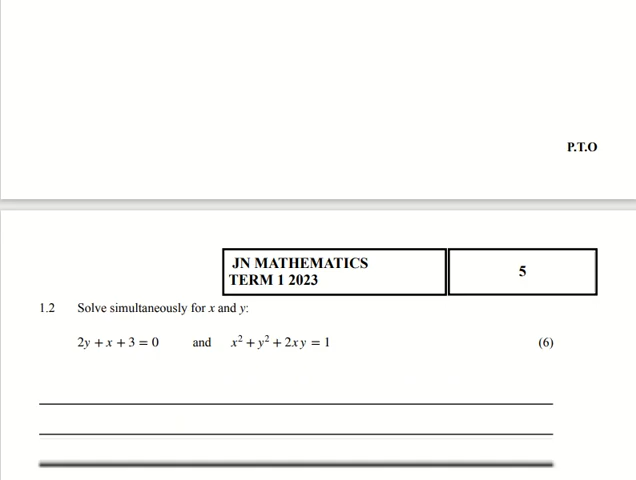 P.T.O
JN MATHEMATICS
TERM 1 2023
5
1.2 Solve simultaneously for x and y:
2y + x + 3 = 0 and x² + y² + 2xy = 1 (6)